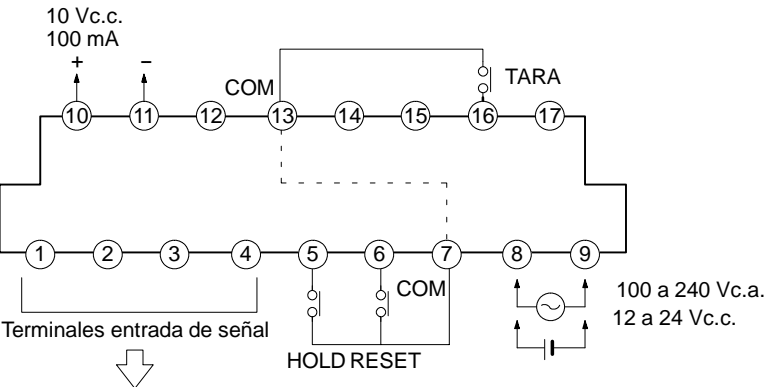 10 Vc.c.
100 mA
+ −
COM
TARA
10 11 12 13 14 15 16 17
1 2 3 4 5 6 7 8 9
COM
Terminales entrada de señal
HOLD RESET
100 a 240 Vc.a.
12 a 24 Vc.c.